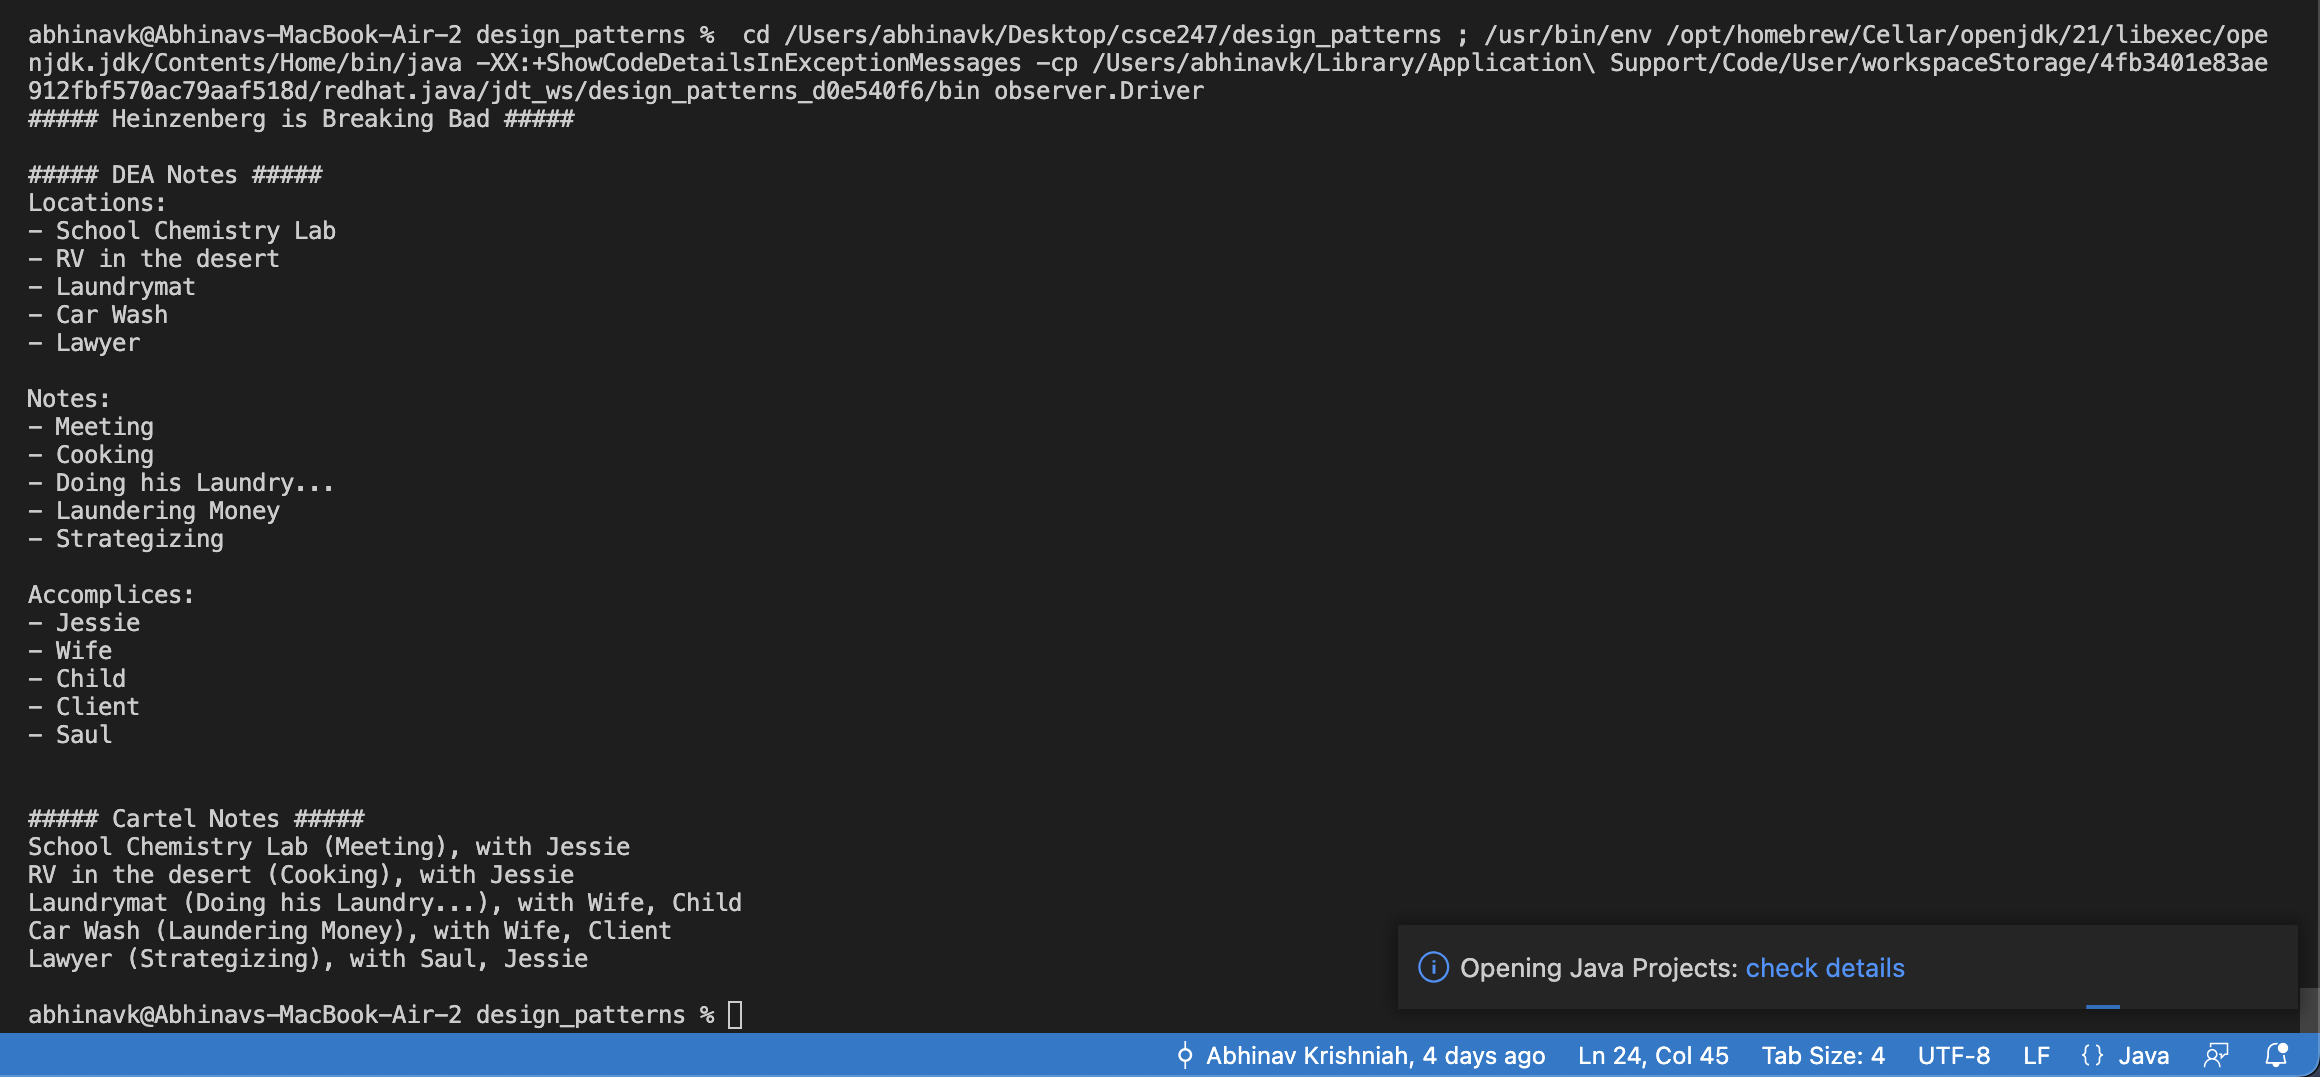 abhinavk@Abhinavs-MacBook-Air-2 design_patterns %  cd /Users/abhinavk/Desktop/csce247/design_patterns ; /usr/bin/env /opt/homebrew/Cellar/openjdk/21/libexec/ope
njdk.jdk/Contents/Home/bin/java -XX:+ShowCodeDetailsInExceptionMessages -cp /Users/abhinavk/Library/Application\ Support/Code/User/workspaceStorage/4fb3401e83ae
912fbf570ac79aaf518d/redhat.java/jdt_ws/design_patterns_d0e540f6/bin observer.Driver
##### Heinzenberg is Breaking Bad #####

##### DEA Notes #####
Locations:
- School Chemistry Lab
- RV in the desert
- Laundrymat
- Car Wash
- Lawyer

Notes:
- Meeting
- Cooking
- Doing his Laundry...
- Laundering Money
- Strategizing

Accomplices:
- Jessie
- Wife
- Child
- Client
- Saul

##### Cartel Notes #####
School Chemistry Lab (Meeting), with Jessie
RV in the desert (Cooking), with Jessie
Laundrymat (Doing his Laundry...), with Wife, Child
Car Wash (Laundering Money), with Wife, Client
Lawyer (Strategizing), with Saul, Jessie
Opening Java Projects: check details
abhinavk@Abhinavs-MacBook-Air-2 design_patterns %
Abhinav Krishniah, 4 days ago Ln 24, Col 45 Tab Size: 4 UTF-8 LF {} Java